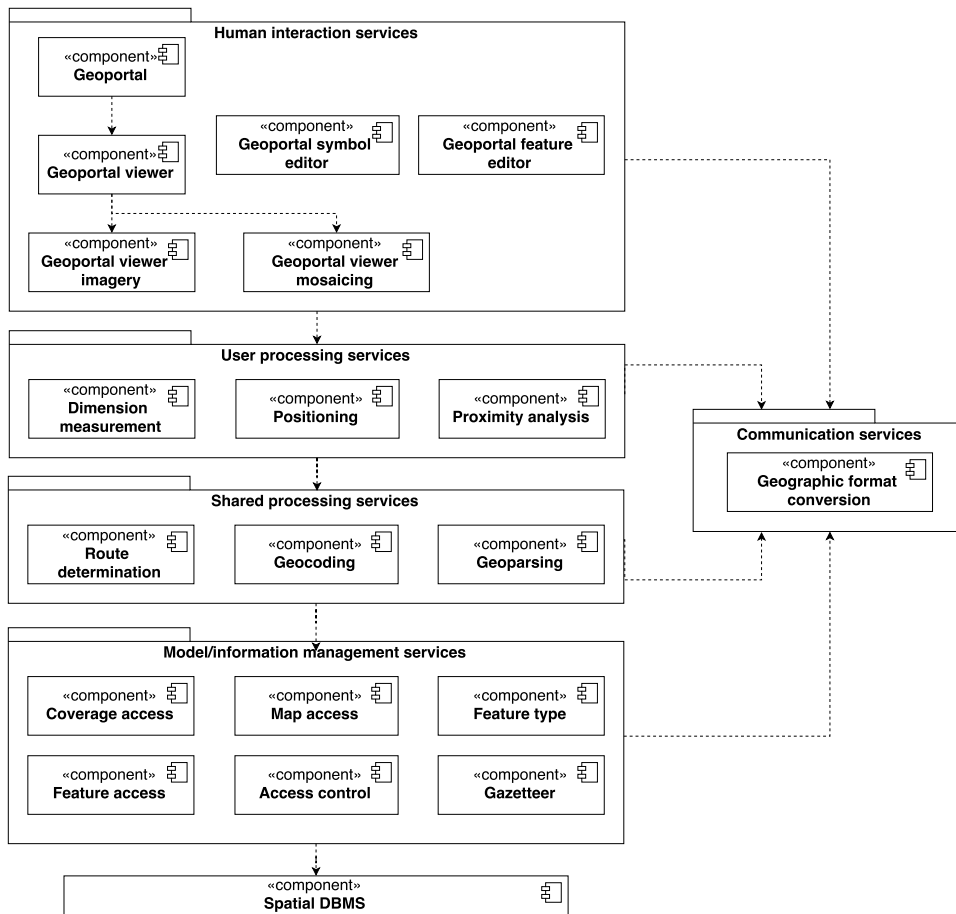 Human interaction services
«component»
Geoportal
«component»
Geoportal viewer
«component»
Geoportal symbol
editor
«component»
Geoportal feature
editor
«component»
Geoportal viewer
imagery
«component»
Geoportal viewer
mosaicing
User processing services
«component»
Dimension
measurement
«component»
Positioning
«component»
Proximity analysis
Communication services
«component»
Geographic format
conversion
Shared processing services
«component»
Route
determination
«component»
Geocoding
«component»
Geoparsing
Model/information management services
«component»
Coverage access
«component»
Map access
«component»
Feature type
«component»
Feature access
«component»
Access control
«component»
Gazetteer
«component»
Spatial DBMS